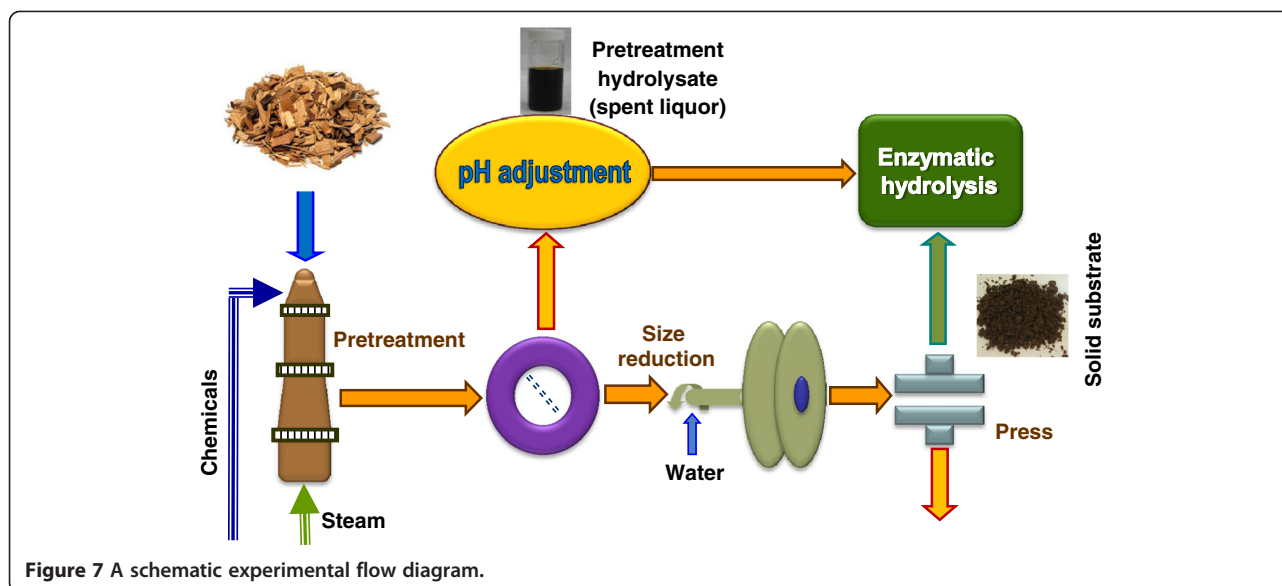 Pretreatment
hydrolysate
(spent liquor)
pH adjustment
Enzymatic
hydrolysis
Solid substrate
Pretreatment
Size
reduction
Chemicals
Water
Press
Steam
Figure 7 A schematic experimental flow diagram.